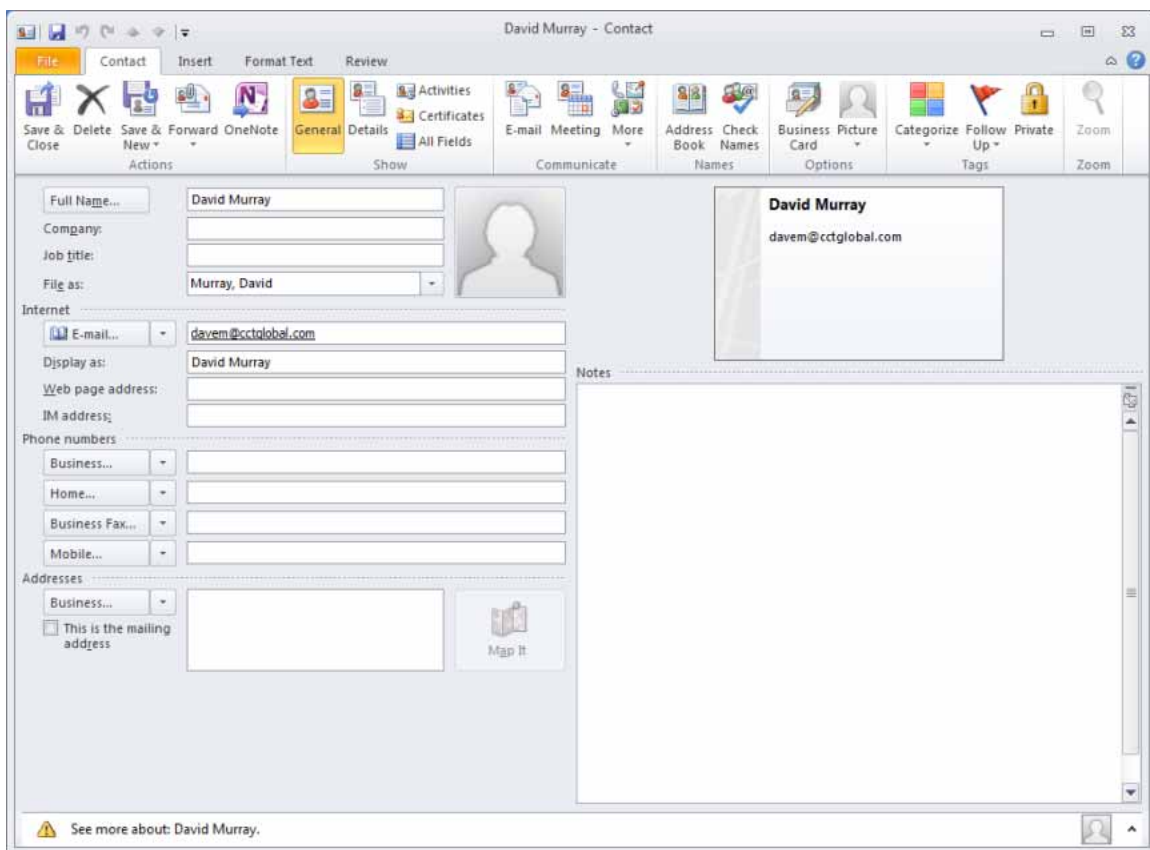 David Murray - Contact
File Contact Insert Format Text Review
Save & Close Delete Save & New Forward OneNote
Actions
General Details Activities Certificates All Fields
Show
E-mail Meeting More
Communicate
Address Book Check Names
Names
Business Card Picture
Options
Categorize Follow Up Private
Tags
Zoom
Zoom
Full Name... David Murray
Company:
Job title:
File as: Murray, David
Internet
E-mail... davem@cctglobal.com
Display as: David Murray
Web page address:
IM address:
Phone numbers
Business...
Home...
Business Fax...
Mobile...
Addresses
Business...
This is the mailing
address
Map It
David Murray
davem@cctglobal.com
Notes
See more about: David Murray.